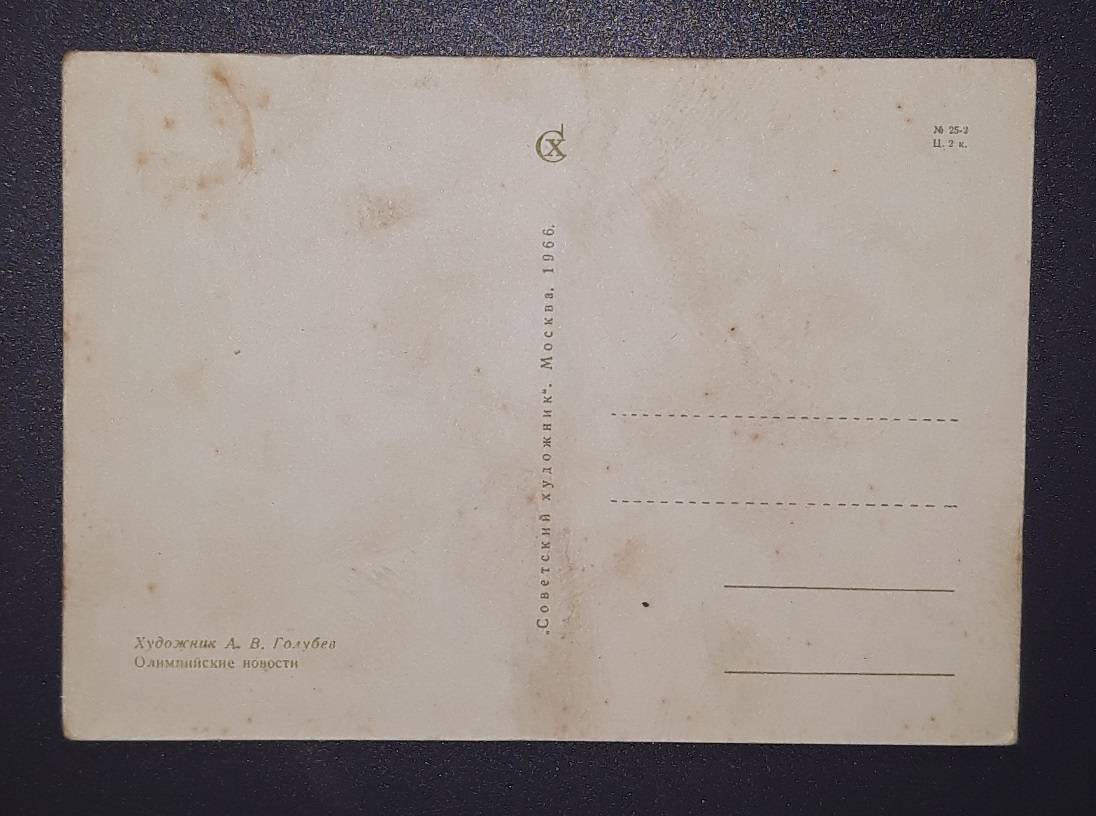 СХ
№ 25-2
Ц. 2 к.
„Советский художник“. Москва. 1966.
Художник А. В. Голубев
Олимпийские новости